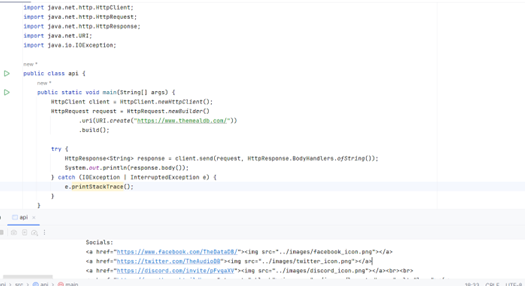 import java.net.http.HttpClient;
import java.net.http.HttpRequest;
import java.net.http.HttpResponse;
import java.net.URI;
import java.io.IOException;
new *
public class api {
new *
public static void main(String[] args) {
HttpClient client = HttpClient.newHttpClient();
HttpRequest request = HttpRequest.newBuilder()
.uri(URI.create("https://www.themealdb.com/"))
.build();
try {
HttpResponse<String> response = client.send(request, HttpResponse.BodyHandlers.ofString());
System.out.println(response.body());
} catch (IOException | InterruptedException e) {
e.printStackTrace();
}
}
api ×
Socials:
<a href="https://www.facebook.com/TheDataDB/"><img src="../images/facebook_icon.png"></a>
<a href="https://twitter.com/TheAudioDB"><img src="../images/twitter_icon.png"></a>
<a href="https://discord.com/invite/pFvgaXV"><img src="../images/discord_icon.png"></a><br><br>
src > api > main
CRLF UTF-8